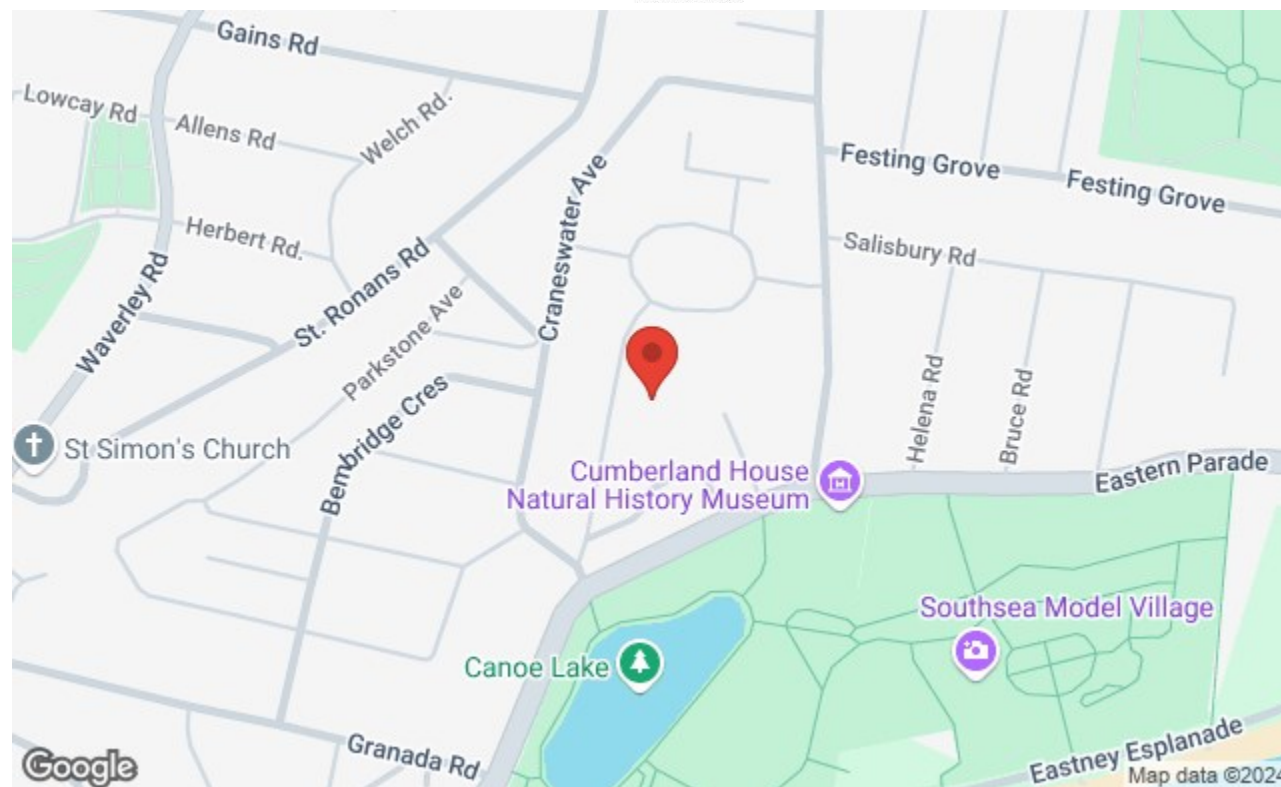 Gains Rd
Lowcay Rd
Allens Rd
Welch Rd.
Festing Grove
Festing Grove
Herbert Rd.
Craneswater Ave
Salisbury Rd
Waverley Rd
St. Ronans Rd
Parkstone Ave
Bembridge Cres
Helena Rd
Bruce Rd
St Simon's Church
Cumberland House
Natural History Museum
Eastern Parade
Southsea Model Village
Canoe Lake
Granada Rd
Eastney Esplanade
Google
Map data ©2024